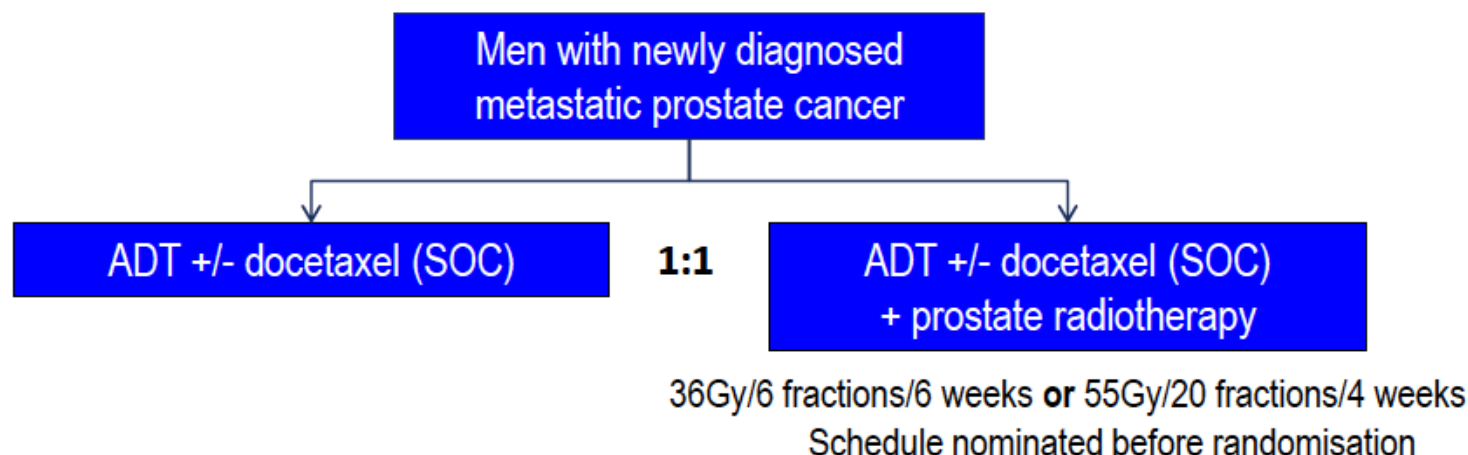 Men with newly diagnosed
metastatic prostate cancer
ADT +/- docetaxel (SOC)
1:1
ADT +/- docetaxel (SOC)
+ prostate radiotherapy
36Gy/6 fractions/6 weeks or 55Gy/20 fractions/4 weeks
Schedule nominated before randomisation